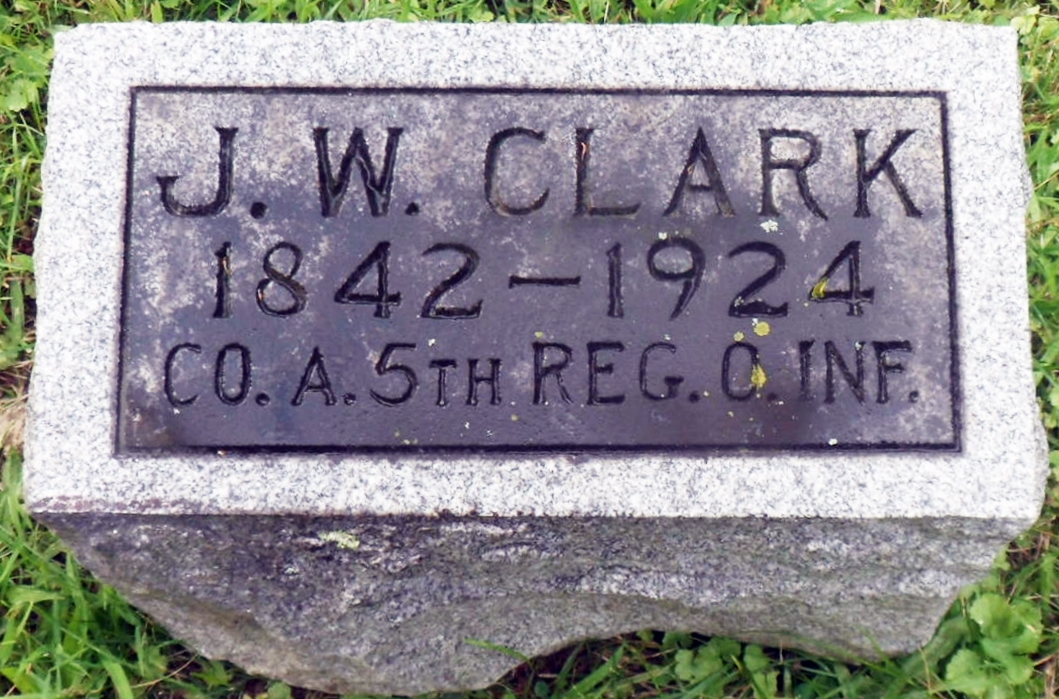 J. W. CLARK
1842 – 1924
CO. A. 5TH REG. O. INF.